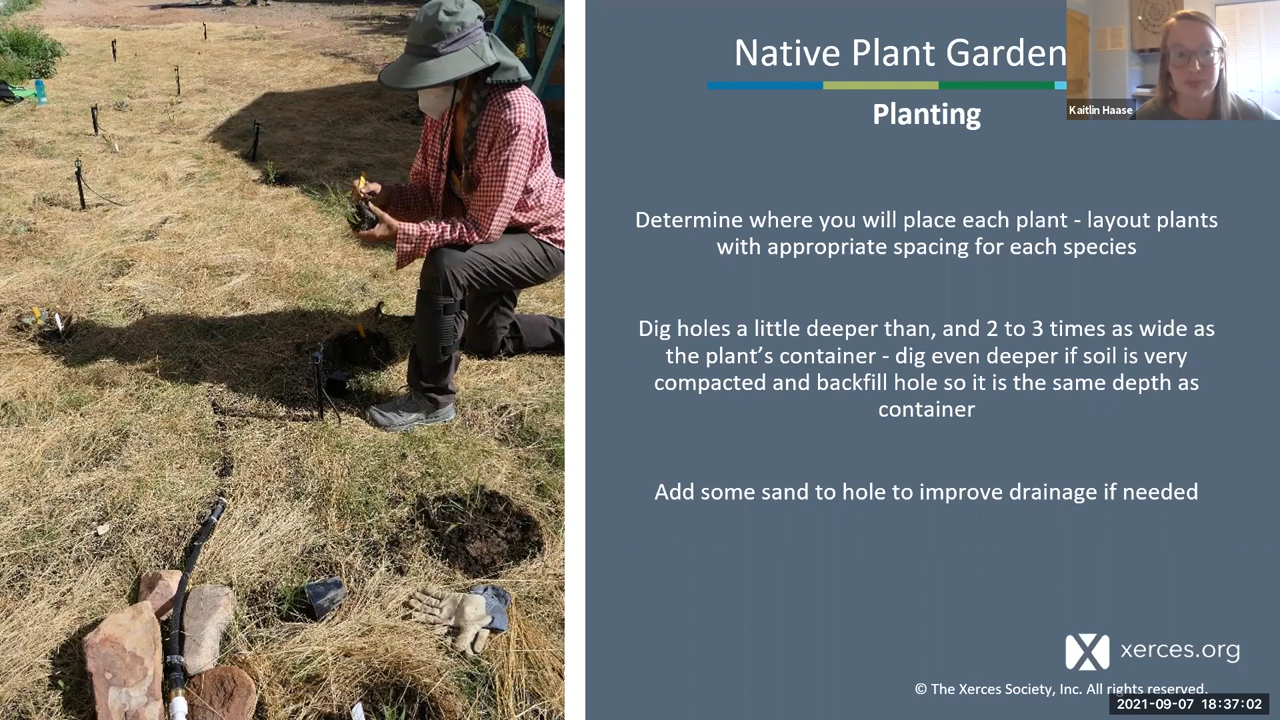 Native Plant Garden
Kaitlin Haase
Planting
Determine where you will place each plant - layout plants
with appropriate spacing for each species
Dig holes a little deeper than, and 2 to 3 times as wide as
the plant’s container - dig even deeper if soil is very
compacted and backfill hole so it is the same depth as
container
Add some sand to hole to improve drainage if needed
xerces.org
© The Xerces Society, Inc. All rights reserved.
2021-09-07 18:37:02